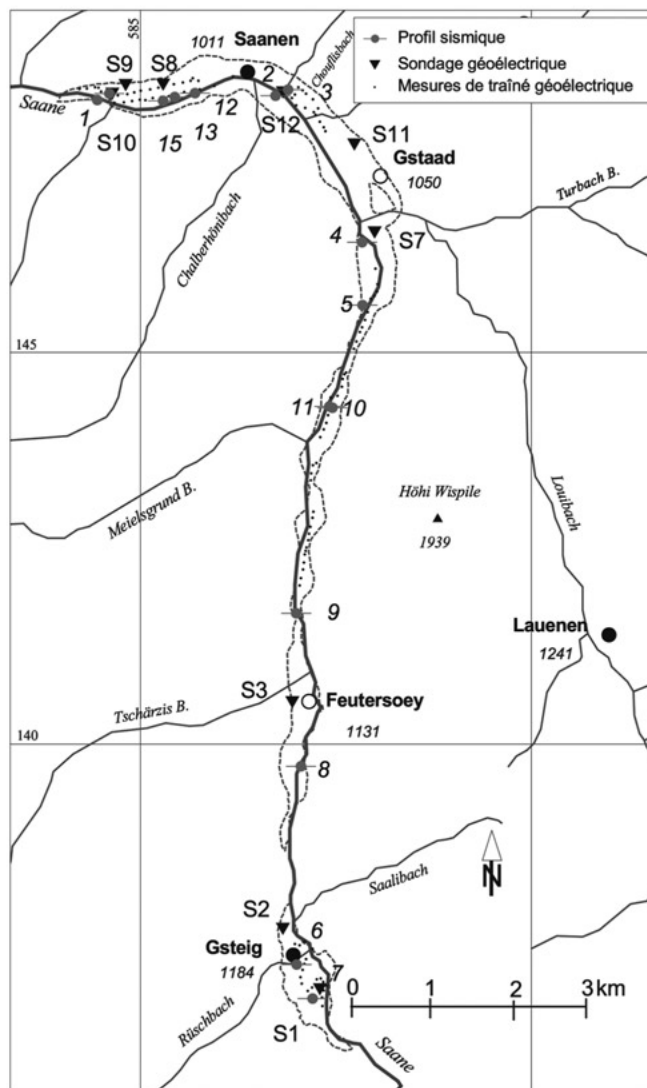 585
S9
S8
1011
Saanen
Chouflisbach
Profil sismique
Sondage géoélectrique
Mesures de traîné géoélectrique
Saane
2
3
1
S10
15
13
12
S12
S11
Gstaad
1050
Turbach B.
Chalberhönibach
4
S7
5
145
11
10
Meielsgrund B.
Höhi Wispile
1939
Louibach
9
Lauenen
1241
S3
Feutersoey
Tschärzis B.
1131
140
8
Saalibach
N
S2
6
Gsteig
1184
7
0 1 2 3 km
Rüschbach
S1
Saane